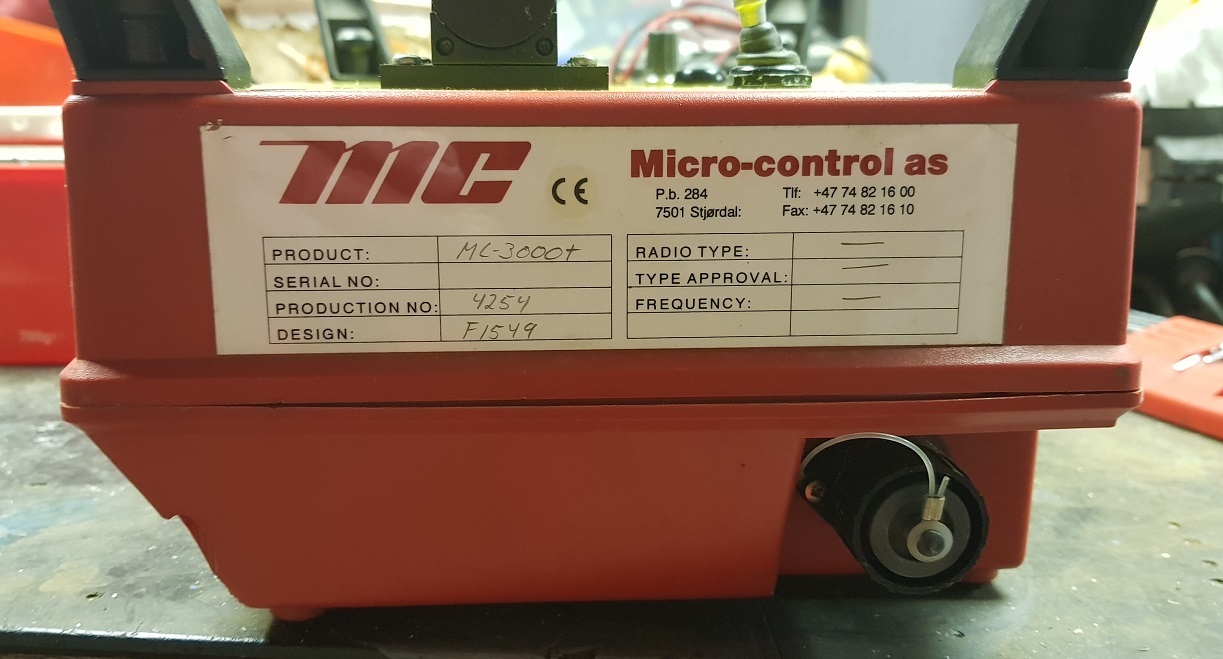 MC
CE
Micro-control as
P.b. 284 Tlf: +47 74 82 16 00
7501 Stjørdal: Fax: +47 74 82 16 10
PRODUCT: ML-3000+
SERIAL NO:
PRODUCTION NO: 4254
DESIGN: F1549
RADIO TYPE: —
TYPE APPROVAL: —
FREQUENCY: —